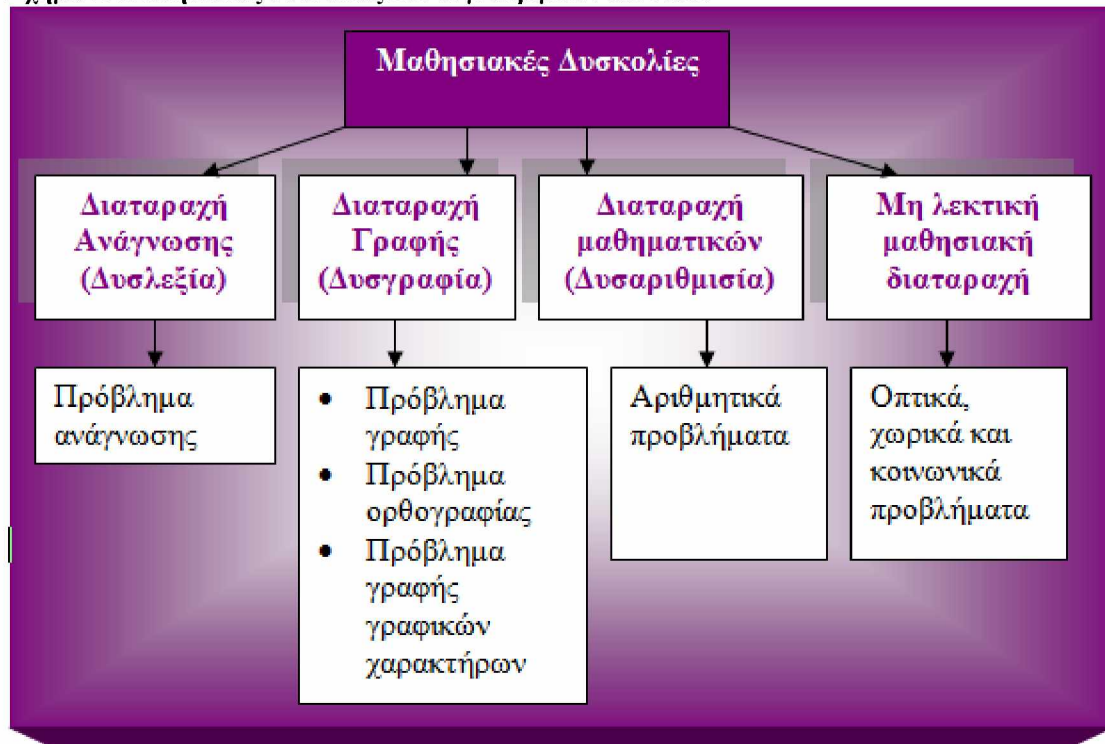 Μαθησιακές Δυσκολίες
Διαταραχή
Ανάγνωσης
(Δυσλεξία)
Διαταραχή
Γραφής
(Δυσγραφία)
Διαταραχή
μαθηματικών
(Δυσαριθμισία)
Μη λεκτική
μαθησιακή
διαταραχή
Πρόβλημα
ανάγνωσης
• Πρόβλημα
γραφής
• Πρόβλημα
ορθογραφίας
• Πρόβλημα
γραφής
γραφικών
χαρακτήρων
Αριθμητικά
προβλήματα
Οπτικά,
χωρικά και
κοινωνικά
προβλήματα